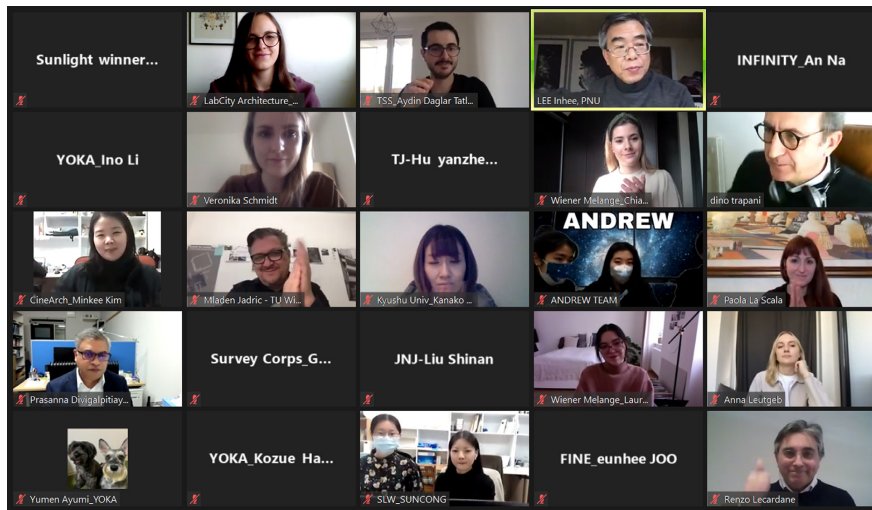 Sunlight winner...
LabCity Architecture_...
TSS_Aydin Daglar Tatl...
LEE Inhee, PNU
INFINITY_An Na
YOKA_Ino Li
Veronika Schmidt
TJ-Hu yanzhe...
Wiener Melange_Chia...
dino trapani
CineArch_Minkee Kim
Mladen Jadric - TU Wi...
Kyushu Univ_Kanako ...
ANDREW
ANDREW TEAM
Paola La Scala
Prasanna Divigalpitiay...
Survey Corps_G...
JNJ-Liu Shinan
Wiener Melange_Laur...
Anna Leutgeb
Yumen Ayumi_YOKA
YOKA_Kozue Ha...
SLW_SUNCONG
FINE_eunhee JOO
Renzo Lecardane